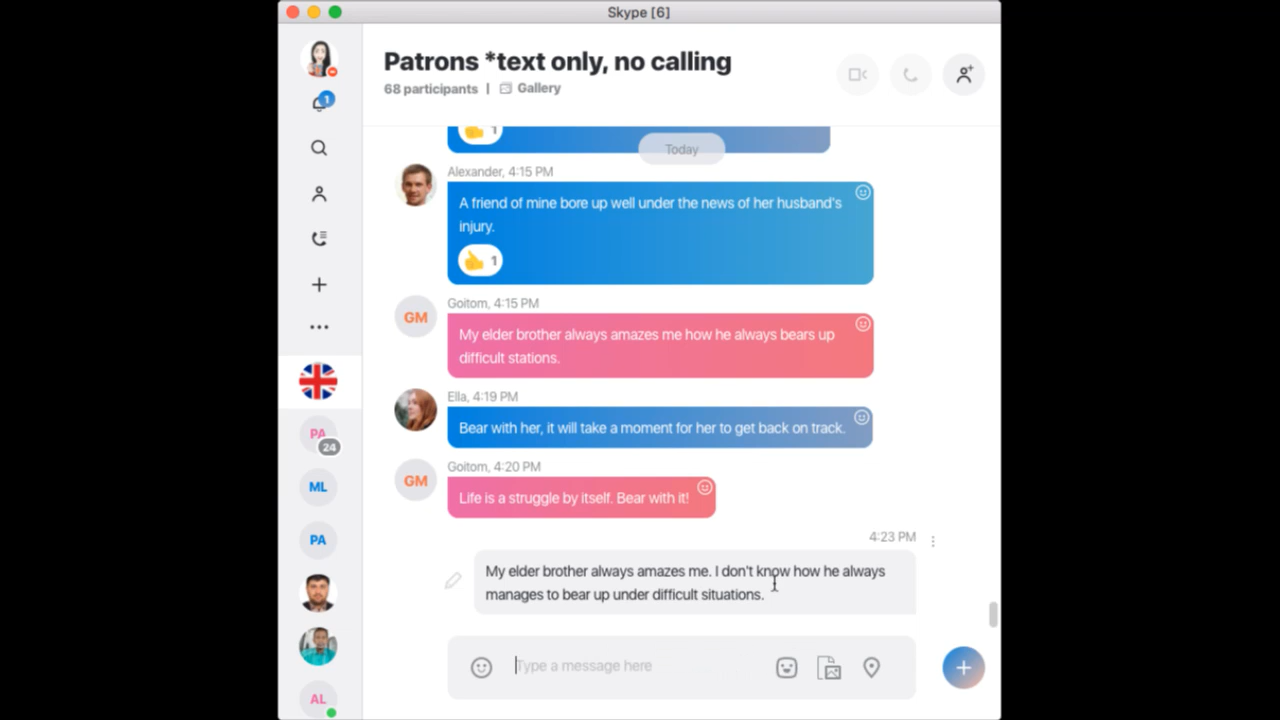 Skype [6]
Patrons *text only, no calling
68 participants | Gallery
1
1
Today
Alexander, 4:15 PM
A friend of mine bore up well under the news of her husband's
injury.
1
Goitom, 4:15 PM
GM
My elder brother always amazes me how he always bears up
difficult stations.
Ella, 4:19 PM
Bear with her, it will take a moment for her to get back on track.
Goitom, 4:20 PM
GM
Life is a struggle by itself. Bear with it!
4:23 PM
My elder brother always amazes me. I don't know how he always
manages to bear up under difficult situations.
Type a message here
PA
24
ML
PA
AL